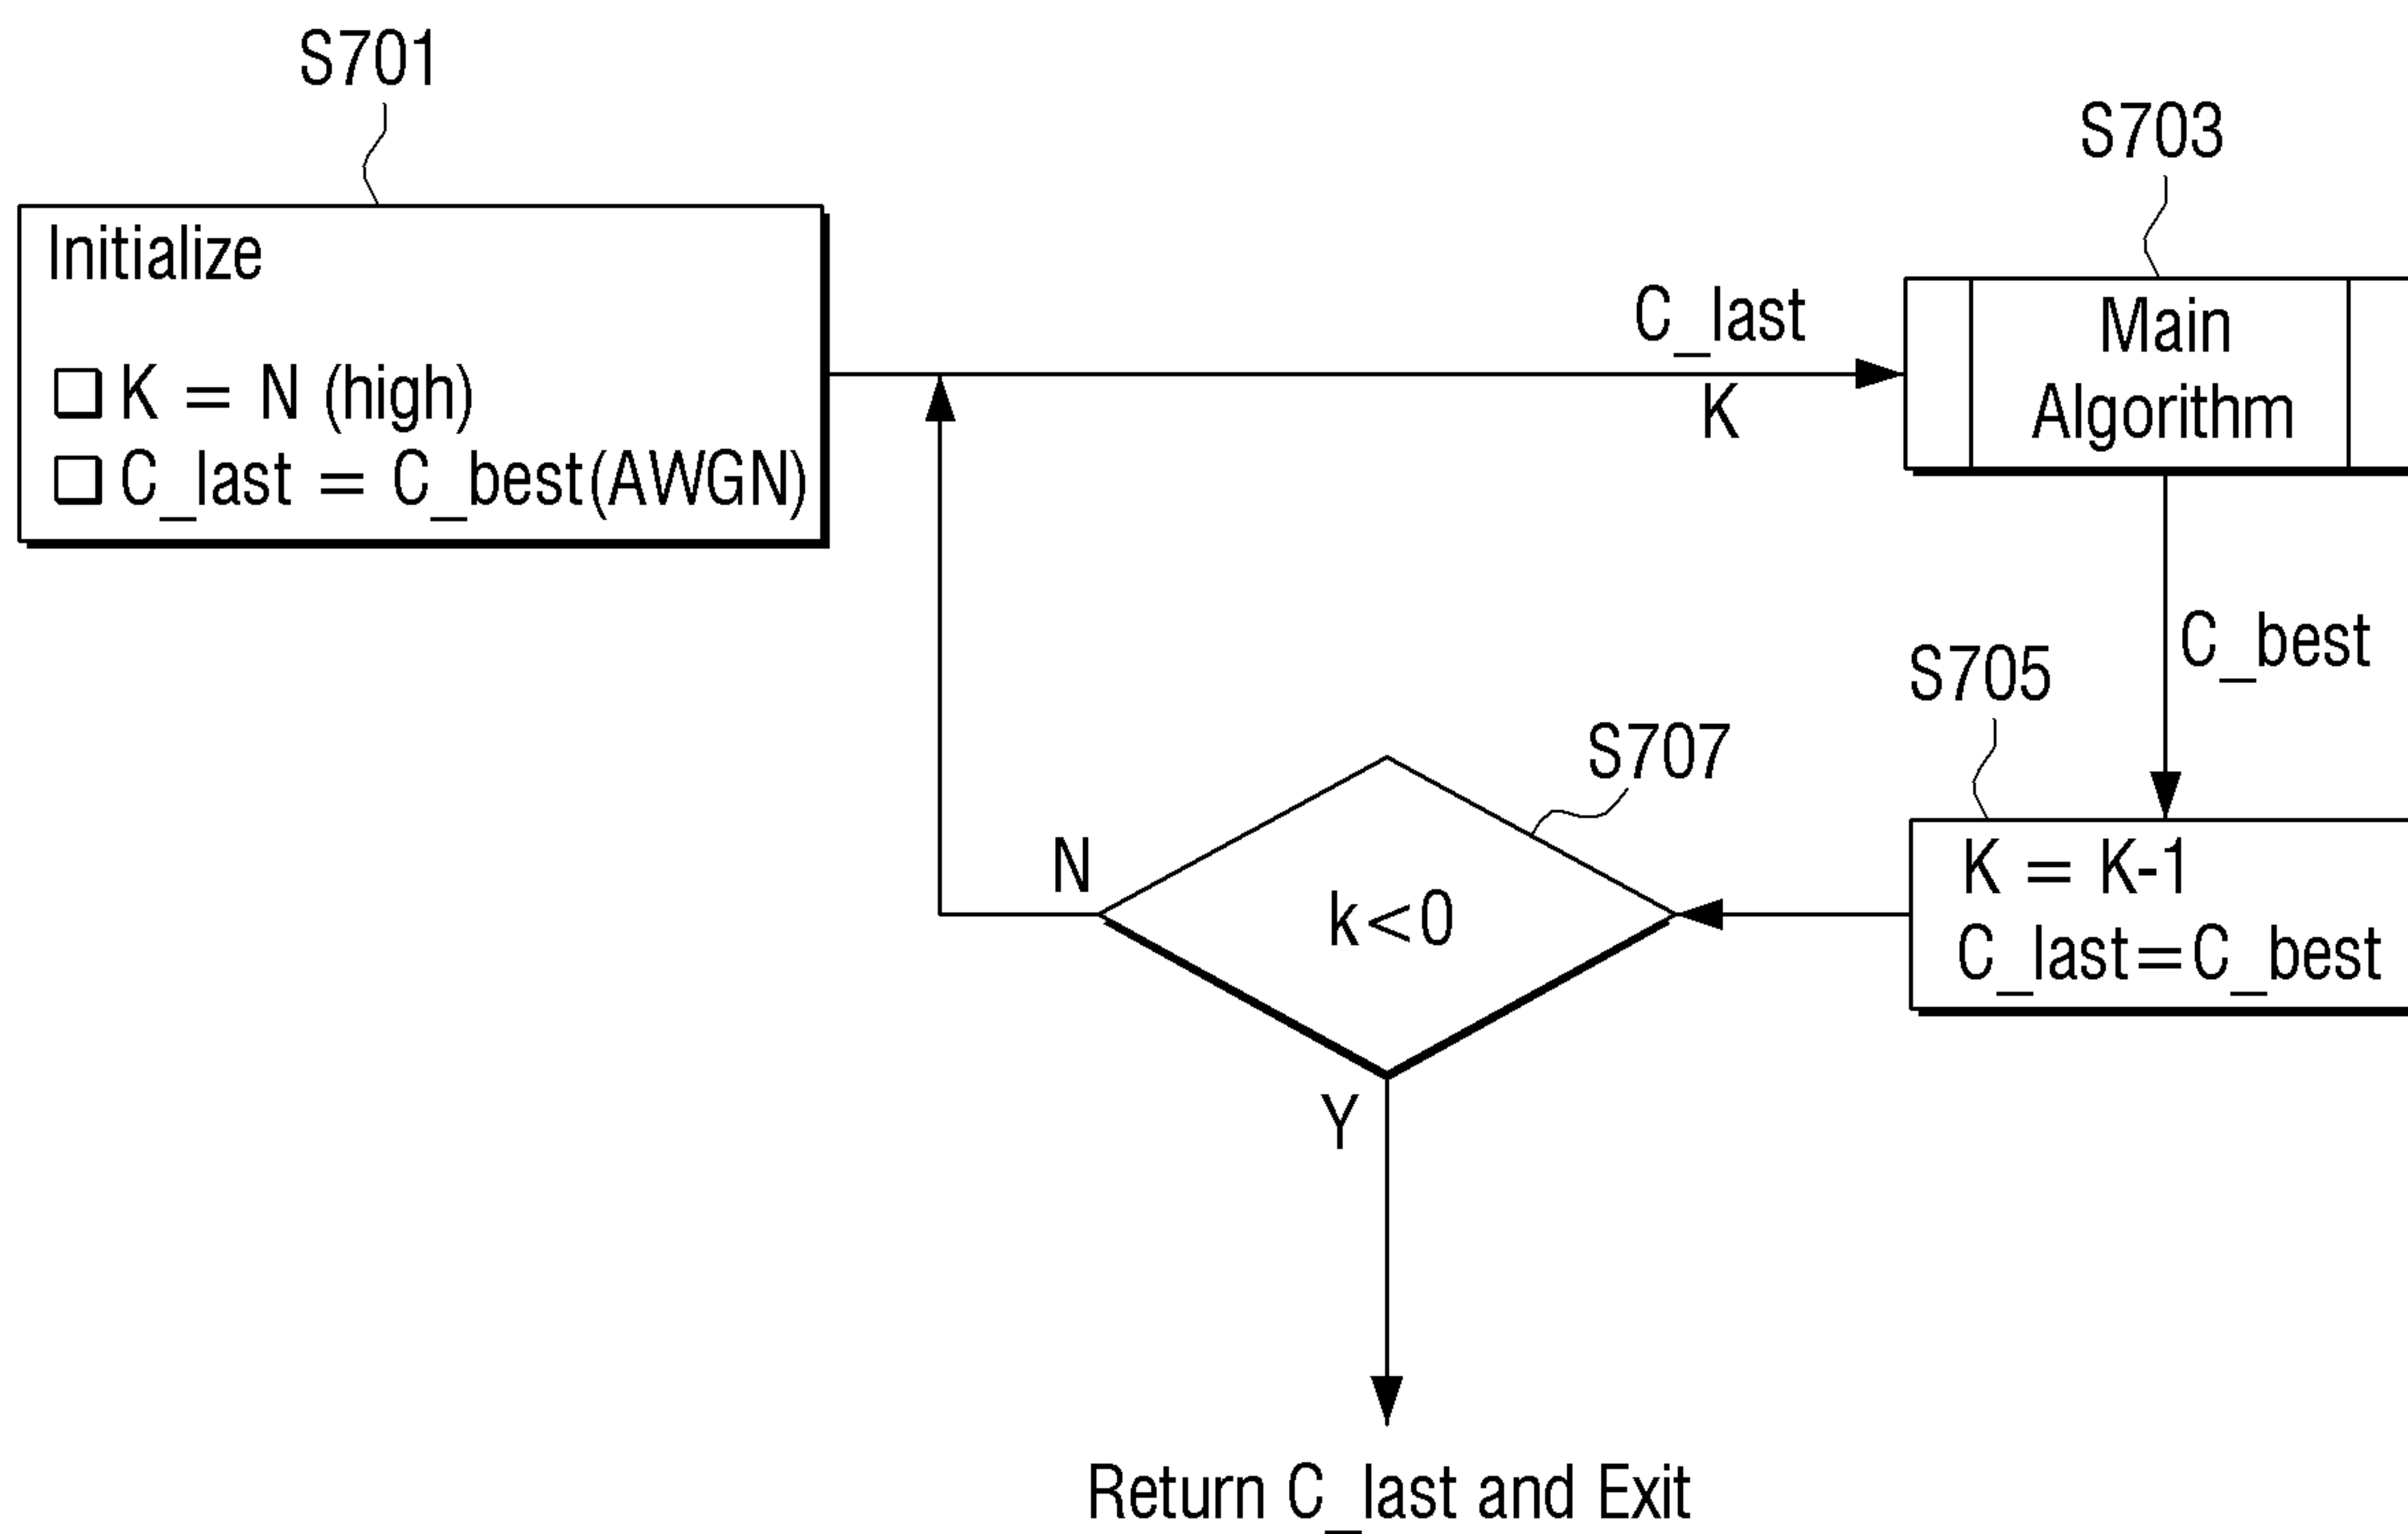 S701
Initialize
K = N (high)
C_last = C_best(AWGN)
C_last
K
S703
Main
Algorithm
C_best
S705
K = K-1
C_last=C_best
S707
k<0
N
Y
Return C_last and Exit